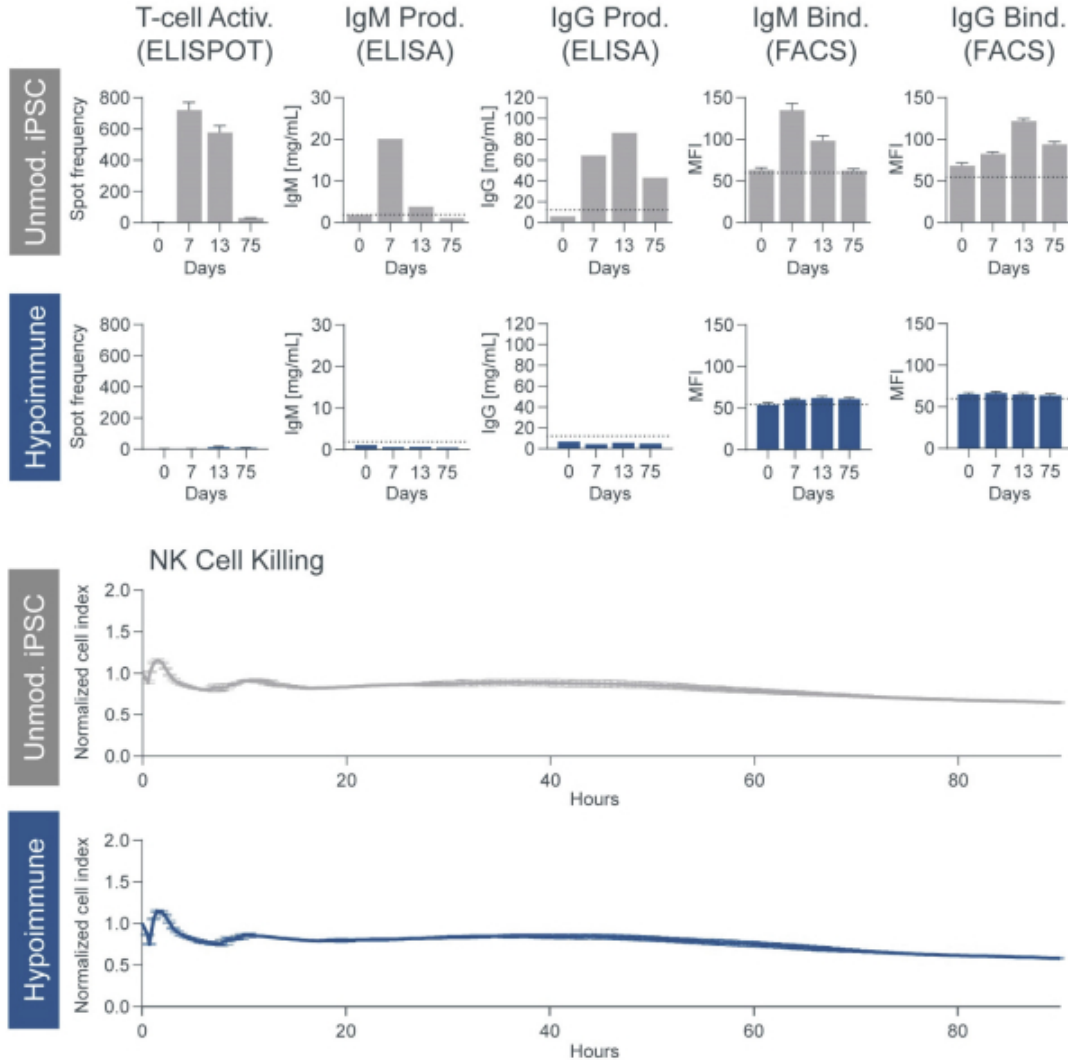 T-cell Activ. IgM Prod. IgG Prod. IgM Bind. IgG Bind.
(ELISPOT) (ELISA) (ELISA) (FACS) (FACS)
Unmod. iPSC
Spot frequency
800
600
400
200
0
0 7 13 75
Days
IgM [mg/mL]
30
20
10
0
0 7 13 75
Days
IgG [mg/mL]
120
100
80
60
40
20
0
0 7 13 75
Days
MFI
150
100
50
0
0 7 13 75
Days
MFI
150
100
50
0
0 7 13 75
Days
Hypoimmune
Spot frequency
800
600
400
200
0
0 7 13 75
Days
IgM [mg/mL]
30
20
10
0
0 7 13 75
Days
IgG [mg/mL]
120
100
80
60
40
20
0
0 7 13 75
Days
MFI
150
100
50
0
0 7 13 75
Days
MFI
150
100
50
0
0 7 13 75
Days
NK Cell Killing
Unmod. iPSC
Normalized cell index
2.0
1.5
1.0
0.5
0.0
0 20 40 60 80
Hours
Hypoimmune
Normalized cell index
2.0
1.5
1.0
0.5
0.0
0 20 40 60 80
Hours